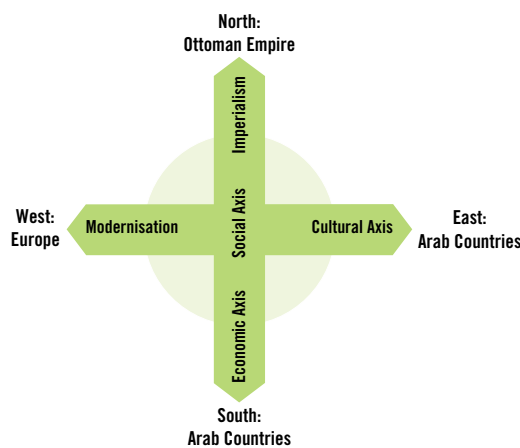 North:
Ottoman Empire
Imperialism
West:
Europe
Modernisation
Social Axis
Cultural Axis
East:
Arab Countries
Economic Axis
South:
Arab Countries